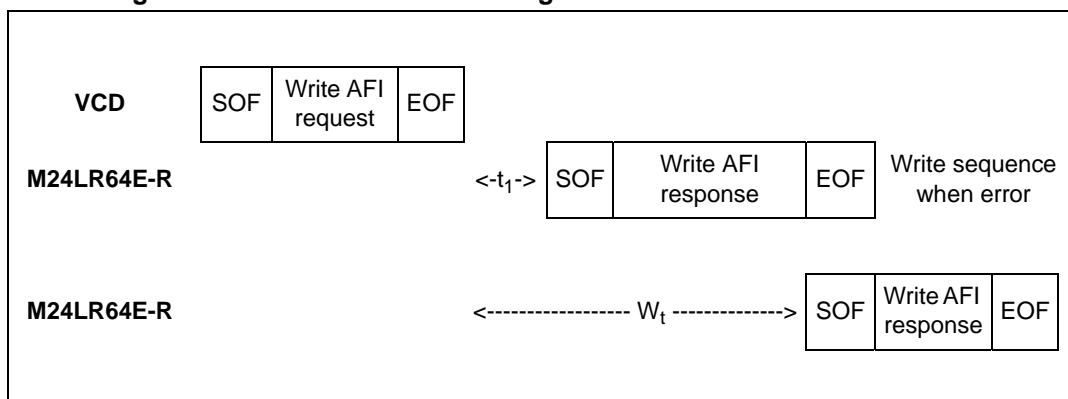 VCD SOF Write AFI request EOF
M24LR64E-R <-t1-> SOF Write AFI response EOF Write sequence when error
M24LR64E-R <------------------ Wt --------------> SOF Write AFI response EOF